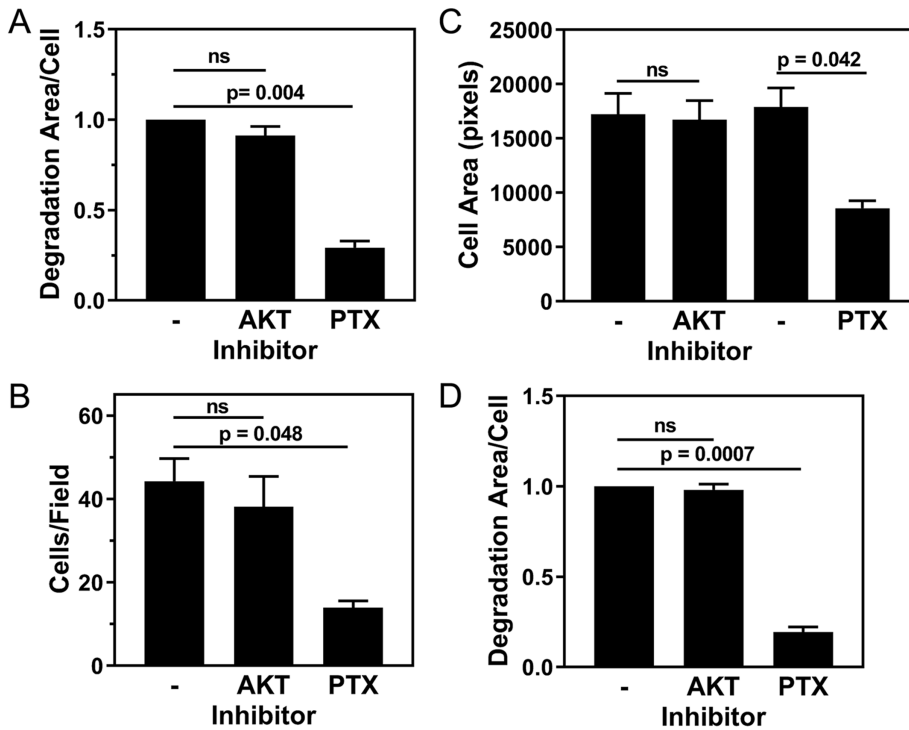 A
Degradation Area/Cell
1.5
1.0
0.5
0.0
ns
p= 0.004
- AKT PTX
Inhibitor
C
Cell Area (pixels)
25000
20000
15000
10000
5000
0
ns
p = 0.042
- AKT - PTX
Inhibitor
B
Cells/Field
60
40
20
0
ns
p = 0.048
- AKT PTX
Inhibitor
D
Degradation Area/Cell
1.5
1.0
0.5
0.0
ns
p = 0.0007
- AKT PTX
Inhibitor